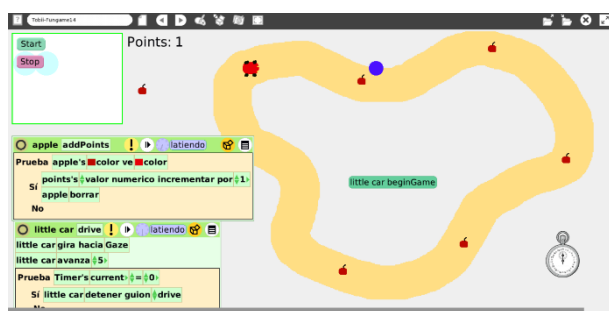 Tobii-Fungame14
Start
Stop
Points: 1
apple addPoints ! latiendo
Prueba apple's color ve color
Sí points's valor numerico incrementar por 1
apple borrar
No
little car drive ! latiendo
little car gira hacia Gaze
little car avanza 5
Prueba Timer's current = 0
Sí little car detener guion drive
No
little car beginGame